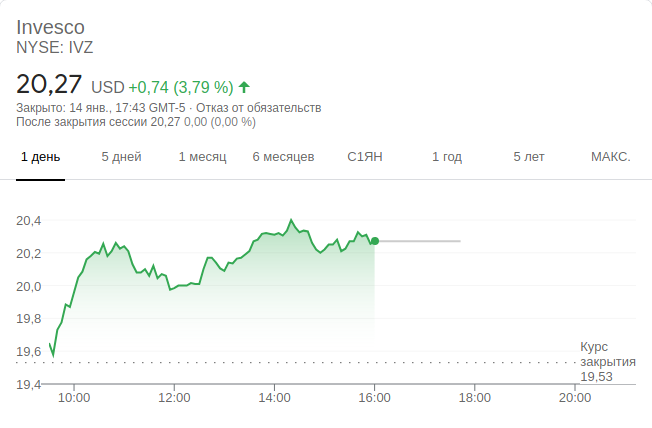 Invesco
NYSE: IVZ
20,27 USD +0,74 (3,79 %)
Закрыто: 14 янв., 17:43 GMT-5 · Отказ от обязательств
После закрытия сессии 20,27 0,00 (0,00 %)
1 день 5 дней 1 месяц 6 месяцев С1ЯН 1 год 5 лет МАКС.
20,4
20,2
20,0
19,8
19,6
19,4
Курс
закрытия
19,53
10:00 12:00 14:00 16:00 18:00 20:00